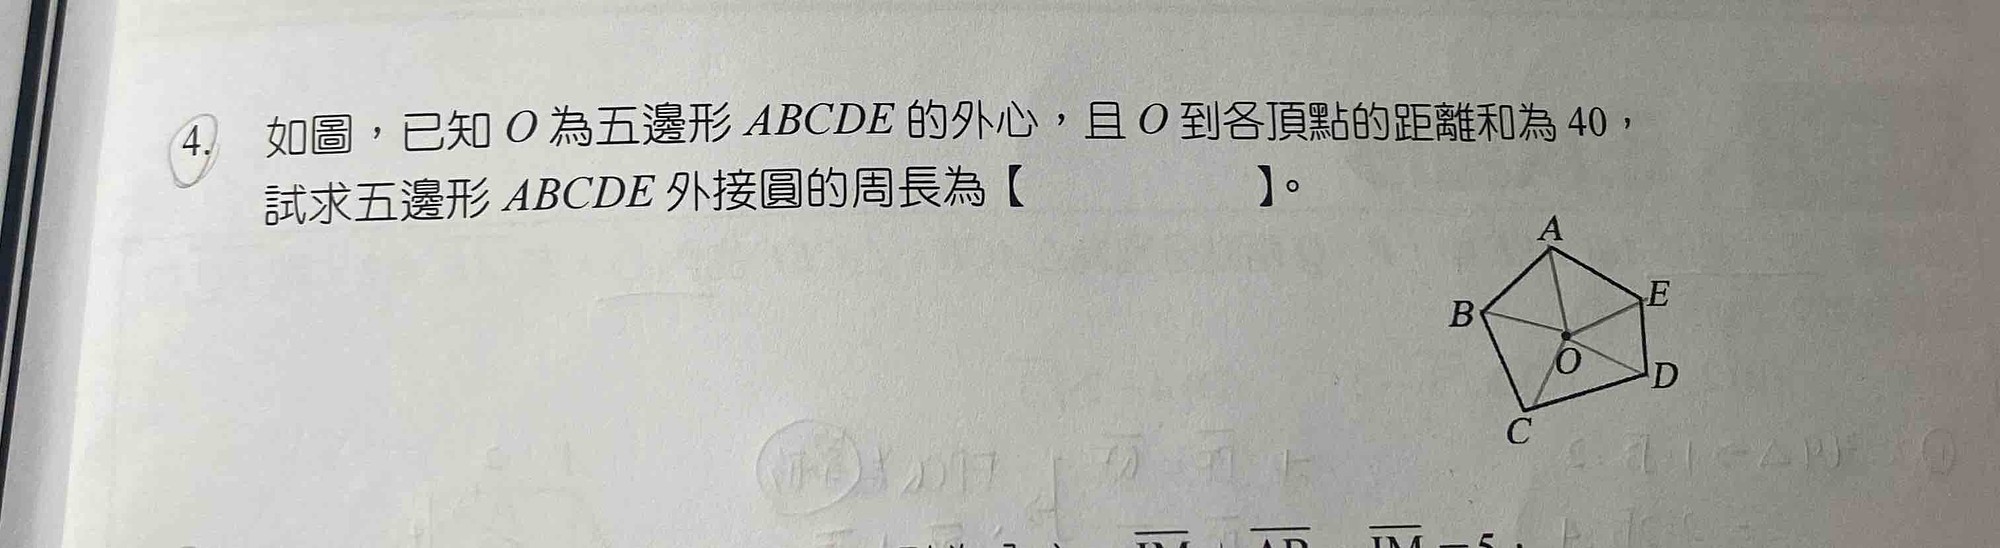 4. 如圖，已知 O 為五邊形 ABCDE 的外心，且 O 到各頂點的距離和為 40，
試求五邊形 ABCDE 外接圓的周長為【 】。
A
B
E
O
D
C